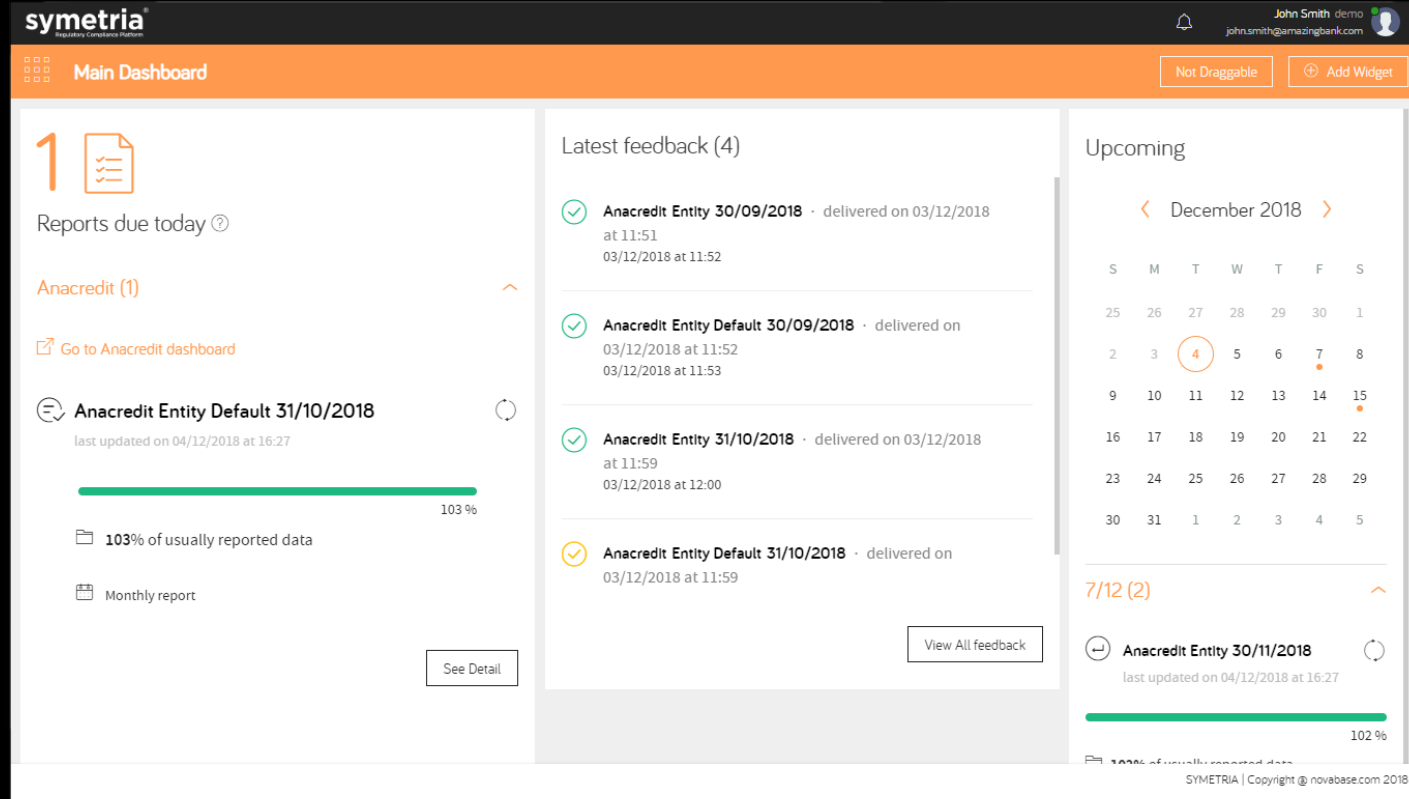 symetria®
Regulatory Compliance Platform
John Smith demo
john.smith@amazingbank.com
Main Dashboard
Not Draggable
Add Widget
1
Reports due today ?
Anacredit (1)
Go to Anacredit dashboard
Anacredit Entity Default 31/10/2018
last updated on 04/12/2018 at 16:27
103 %
103% of usually reported data
Monthly report
See Detail
Latest feedback (4)
Anacredit Entity 30/09/2018 · delivered on 03/12/2018
at 11:51
03/12/2018 at 11:52
Anacredit Entity Default 30/09/2018 · delivered on
03/12/2018 at 11:52
03/12/2018 at 11:53
Anacredit Entity 31/10/2018 · delivered on 03/12/2018
at 11:59
03/12/2018 at 12:00
Anacredit Entity Default 31/10/2018 · delivered on
03/12/2018 at 11:59
View All feedback
Upcoming
December 2018
S M T W T F S
25 26 27 28 29 30 1
2 3 4 5 6 7 8
9 10 11 12 13 14 15
16 17 18 19 20 21 22
23 24 25 26 27 28 29
30 31 1 2 3 4 5
7/12 (2)
Anacredit Entity 30/11/2018
last updated on 04/12/2018 at 16:27
102 %
102% of usually reported data
SYMETRIA | Copyright @ novabase.com 2018